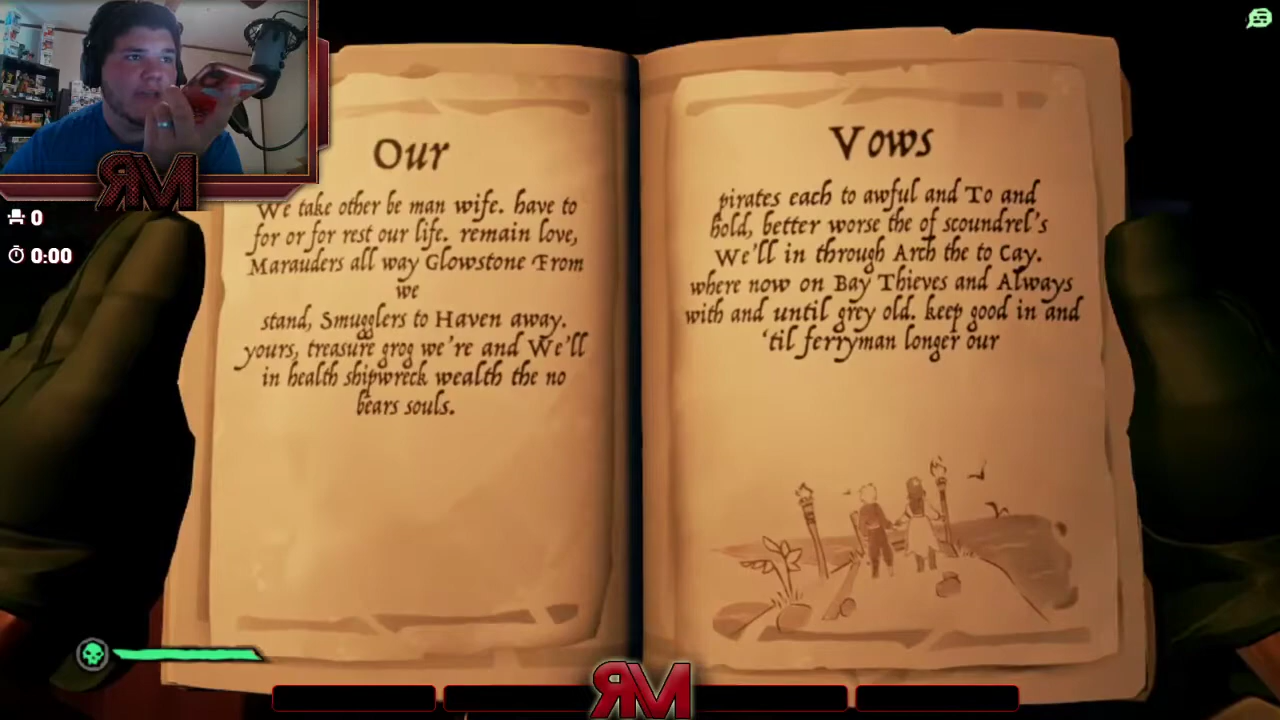 0
0:00
Our
We take other be man wife. have to
for or for rest our life. remain love,
Marauders all way Glowstone From
we
stand, Smugglers to Haven away.
yours, treasure grog we're and We'll
in health shipwreck wealth the no
bears souls.
Vows
pirates each to awful and To and
hold, better worse the of scoundrel's
We'll in through Arch the to Cay.
where now on Bay Thieves and Always
with and until grey old. keep good in and
'til ferryman longer our